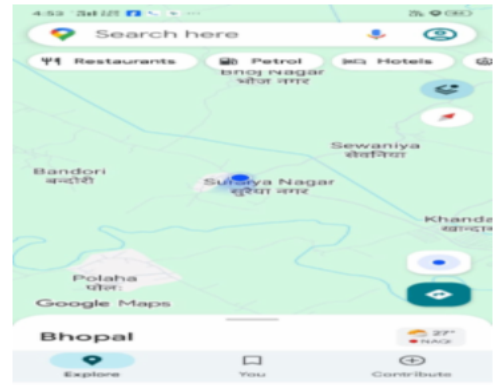 4:53
Search here
Restaurants
Petrol
Hotels
Bhoj Nagar
भोज नगर
Sewaniya
सेवनिया
Bandori
बन्दोरी
Suraiya Nagar
सुरैया नगर
Khanda
Polaha
Google Maps
Bhopal
27°
NAQI
Explore
You
Contribute